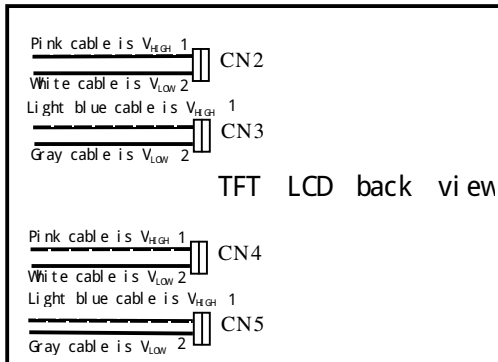 Pink cable is VHIGH 1
CN2
White cable is VLOW 2
Light blue cable is VHIGH 1
CN3
Gray cable is VLOW 2
TFT LCD back view
Pink cable is VHIGH 1
CN4
White cable is VLOW 2
Light blue cable is VHIGH 1
CN5
Gray cable is VLOW 2